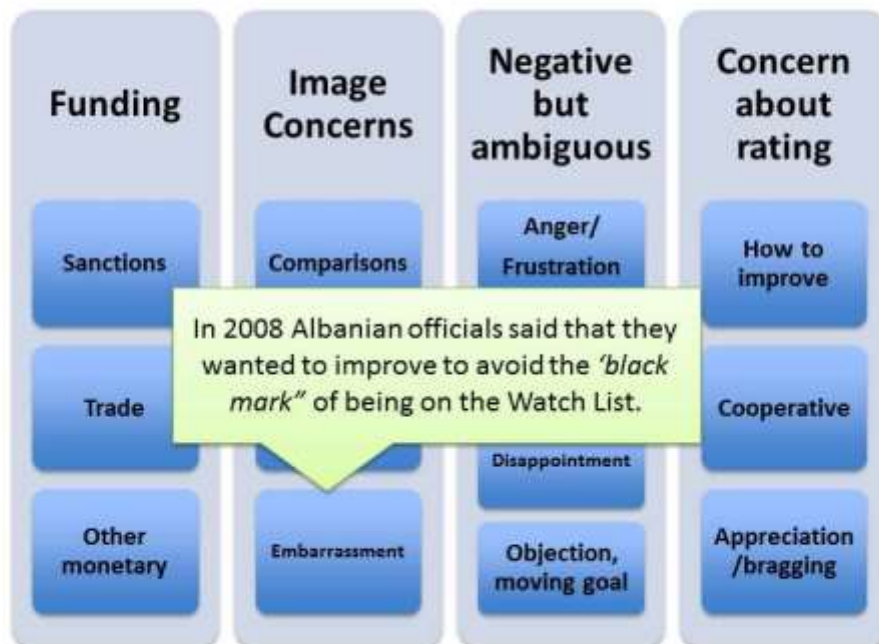 Funding
Sanctions
Trade
Other
monetary
Image
Concerns
Comparisons
Embarrassment
Negative
but
ambiguous
Anger/
Frustration
Disappointment
Objection,
moving goal
Concern
about
rating
How to
improve
Cooperative
Appreciation
/bragging
In 2008 Albanian officials said that they
wanted to improve to avoid the ‘black
mark” of being on the Watch List.